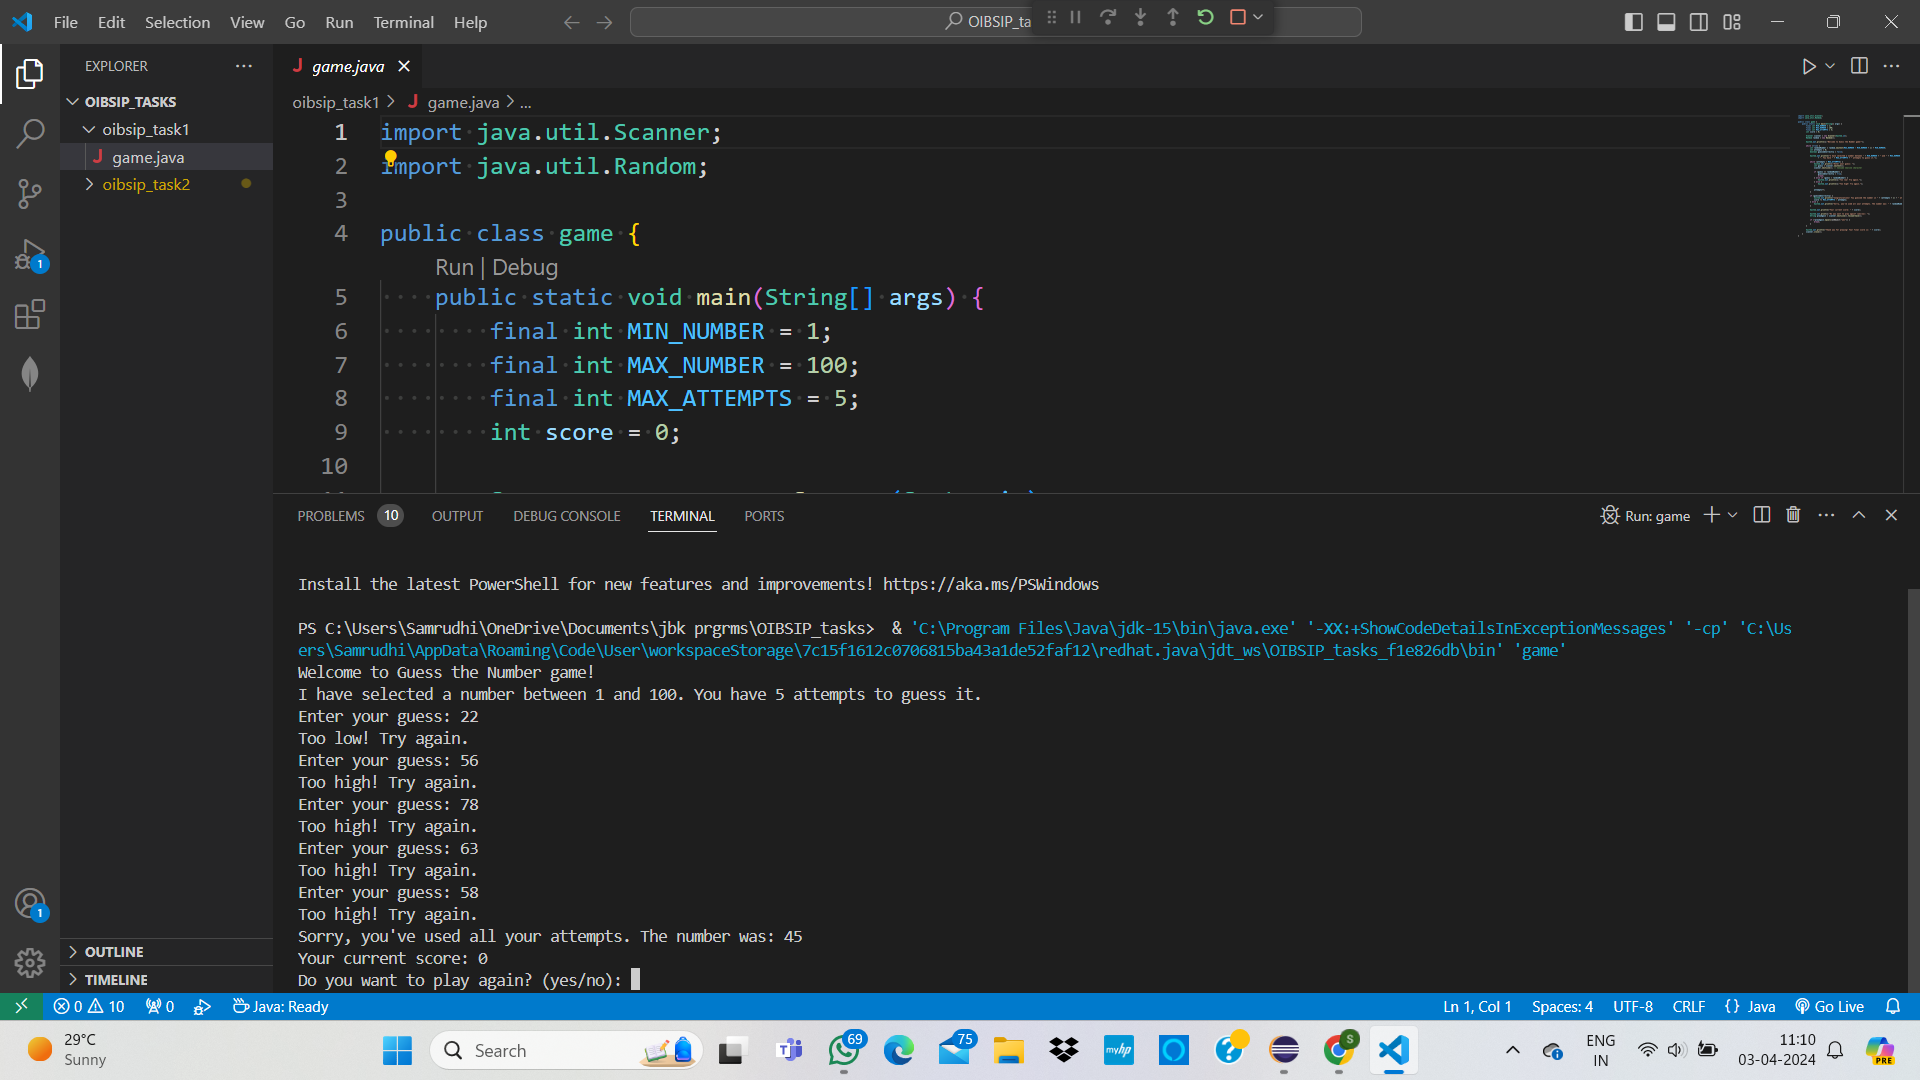 File Edit Selection View Go Run Terminal Help
OIBSIP_ta
EXPLORER
OIBSIP_TASKS
oibsip_task1
game.java
oibsip_task2
1
1
OUTLINE
TIMELINE
game.java
oibsip_task1 > game.java > ...
1 import java.util.Scanner;
2 import java.util.Random;
3
4 public class game {
Run | Debug
5 public static void main(String[] args) {
6 final int MIN_NUMBER = 1;
7 final int MAX_NUMBER = 100;
8 final int MAX_ATTEMPTS = 5;
9 int score = 0;
10
PROBLEMS 10 OUTPUT DEBUG CONSOLE TERMINAL PORTS
Run: game
Install the latest PowerShell for new features and improvements! https://aka.ms/PSWindows
PS C:\Users\Samrudhi\OneDrive\Documents\jbk prgrms\OIBSIP_tasks> & 'C:\Program Files\Java\jdk-15\bin\java.exe' '-XX:+ShowCodeDetailsInExceptionMessages' '-cp' 'C:\Us
ers\Samrudhi\AppData\Roaming\Code\User\workspaceStorage\7c15f1612c0706815ba43a1de52faf12\redhat.java\jdt_ws\OIBSIP_tasks_f1e826db\bin' 'game'
Welcome to Guess the Number game!
I have selected a number between 1 and 100. You have 5 attempts to guess it.
Enter your guess: 22
Too low! Try again.
Enter your guess: 56
Too high! Try again.
Enter your guess: 78
Too high! Try again.
Enter your guess: 63
Too high! Try again.
Enter your guess: 58
Too high! Try again.
Sorry, you've used all your attempts. The number was: 45
Your current score: 0
Do you want to play again? (yes/no):
0 10 0 Java: Ready
Ln 1, Col 1 Spaces: 4 UTF-8 CRLF {} Java Go Live
29°C
Sunny
Search
69
75
myhp
S
ENG
IN
11:10
03-04-2024
PRE